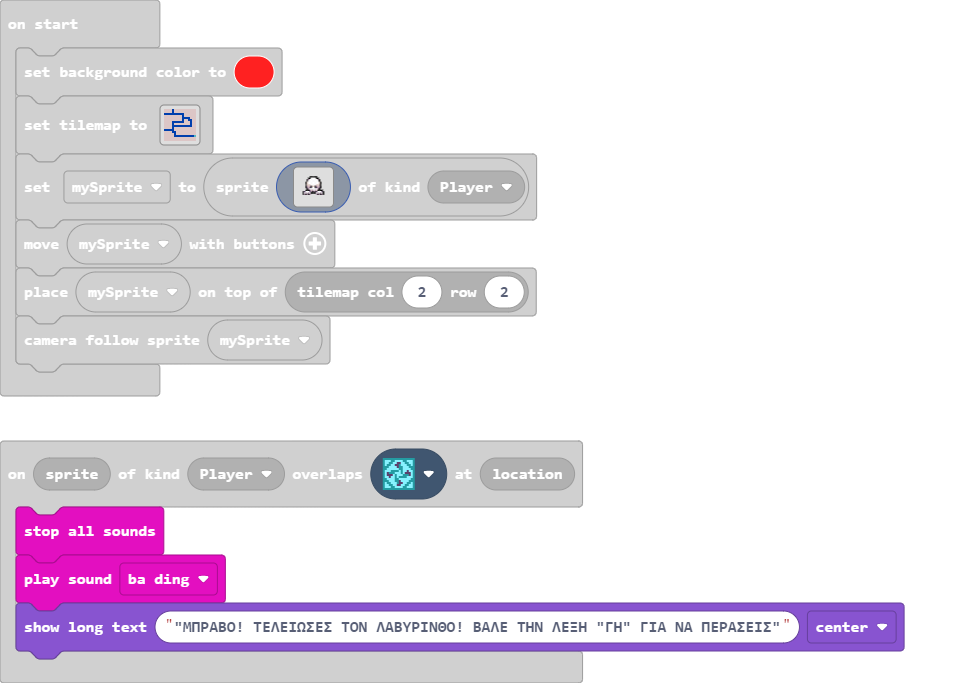 on start
set background color to
set tilemap to
set mySprite to sprite of kind Player
move mySprite with buttons
place mySprite on top of tilemap col 2 row 2
camera follow sprite mySprite
on sprite of kind Player overlaps at location
stop all sounds
play sound ba ding
show long text ""ΜΠΡΑΒΟ! ΤΕΛΕΙΩΣΕΣ ΤΟΝ ΛΑΒΥΡΙΝΘΟ! ΒΑΛΕ ΤΗΝ ΛΕΞΗ "ΓΗ" ΓΙΑ ΝΑ ΠΕΡΑΣΕΙΣ"" center